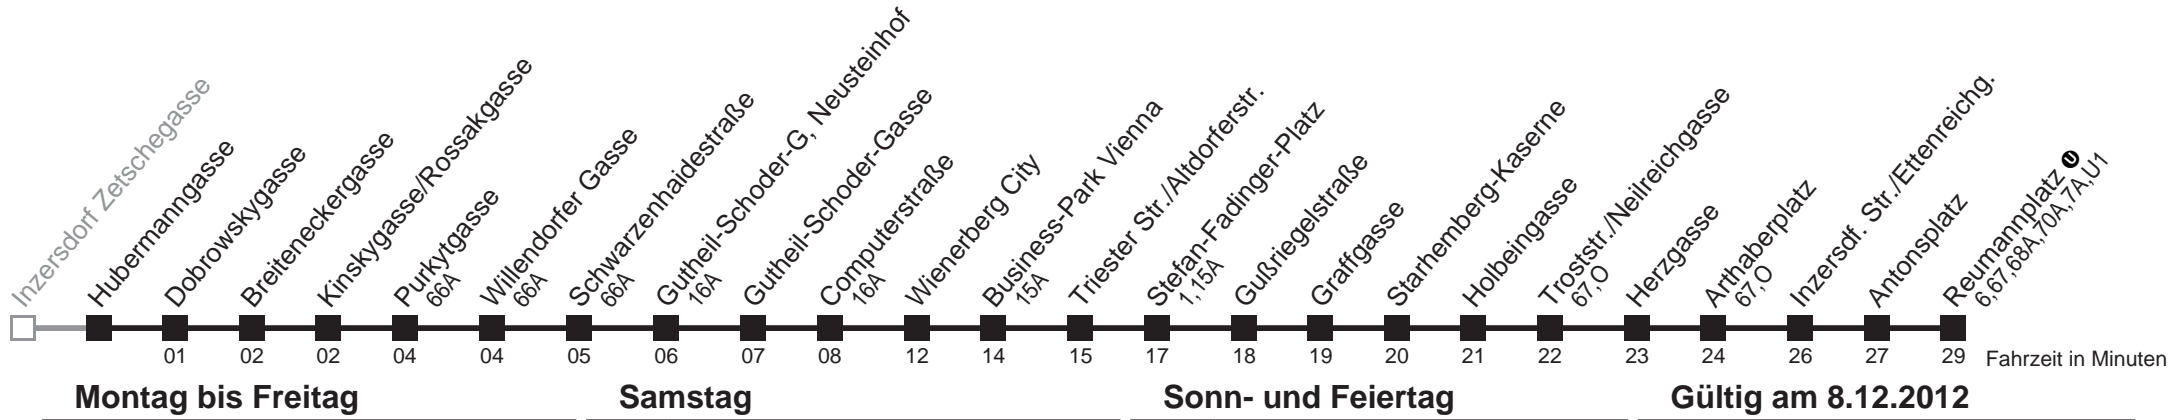 Inzersdorf Zetschegasse
Hubermanngasse
Dobrowskygasse
Breiteneckergasse
Kinskygasse/Rossakgasse
Purkytgasse
66A
Willendorfer Gasse
66A
Schwarzenhaidestraße
66A
Gutheil-Schoder-G, Neusteinhof
16A
Gutheil-Schoder-Gasse
Computerstraße
16A
Wienerberg City
Business-Park Vienna
15A
Triester Str./Altdorferstr.
Stefan-Fadinger-Platz
1,15A
Gußriegelstraße
Graffgasse
Starhemberg-Kaserne
Holbeingasse
Troststr./Neilreichgasse
67,O
Herzgasse
Arthaberplatz
67,O
Inzersdf. Str./Ettenreichg.
Antonsplatz
Reumannplatz U
6,67,68A,70A,7A,U1
01 02 02 04 04 05 06 07 08 12 14 15 17 18 19 20 21 22 23 24 26 27 29 Fahrzeit in Minuten
Montag bis Freitag Samstag Sonn- und Feiertag Gültig am 8.12.2012